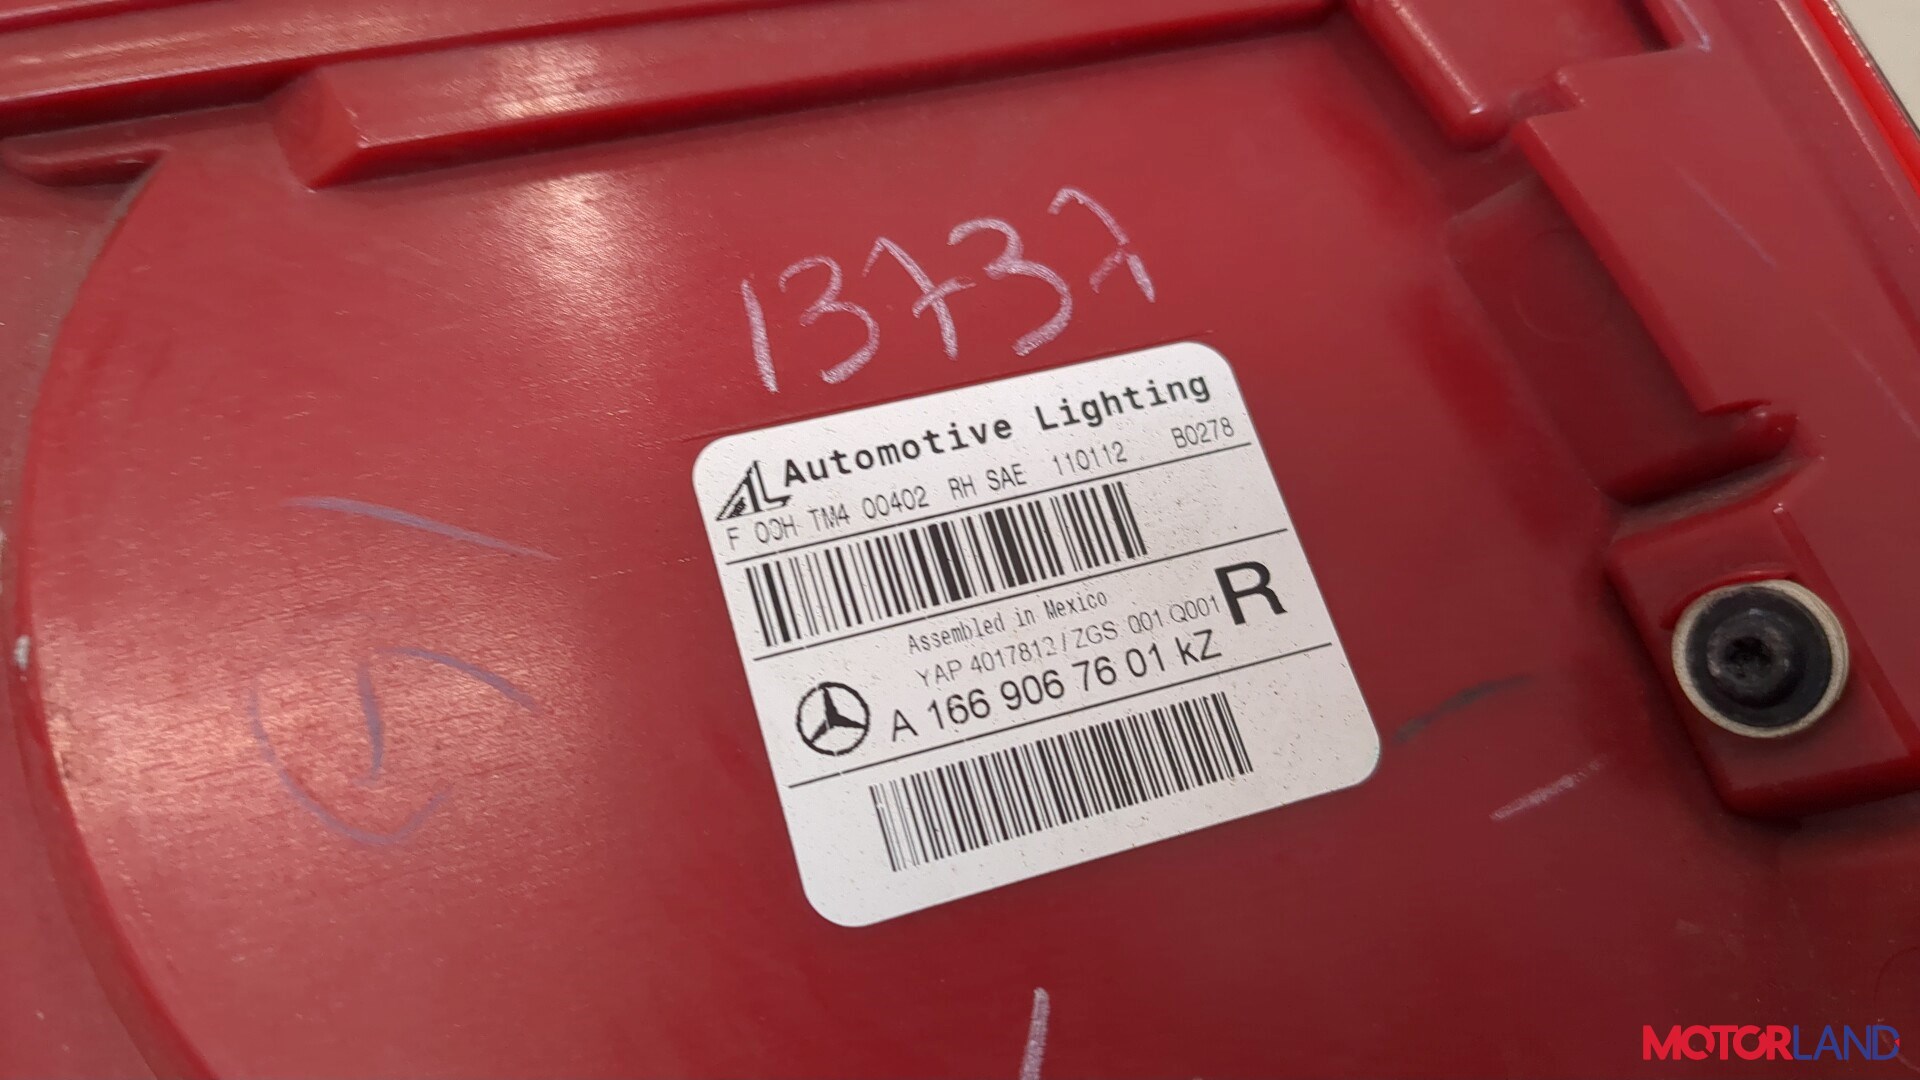 13737
AL Automotive Lighting
F 00H TM4 00402 RH SAE 110112 B0278
Assembled in Mexico
YAP 4017812/ZGS 001 Q001 R
A 166 906 76 01 kZ
MOTORLAND